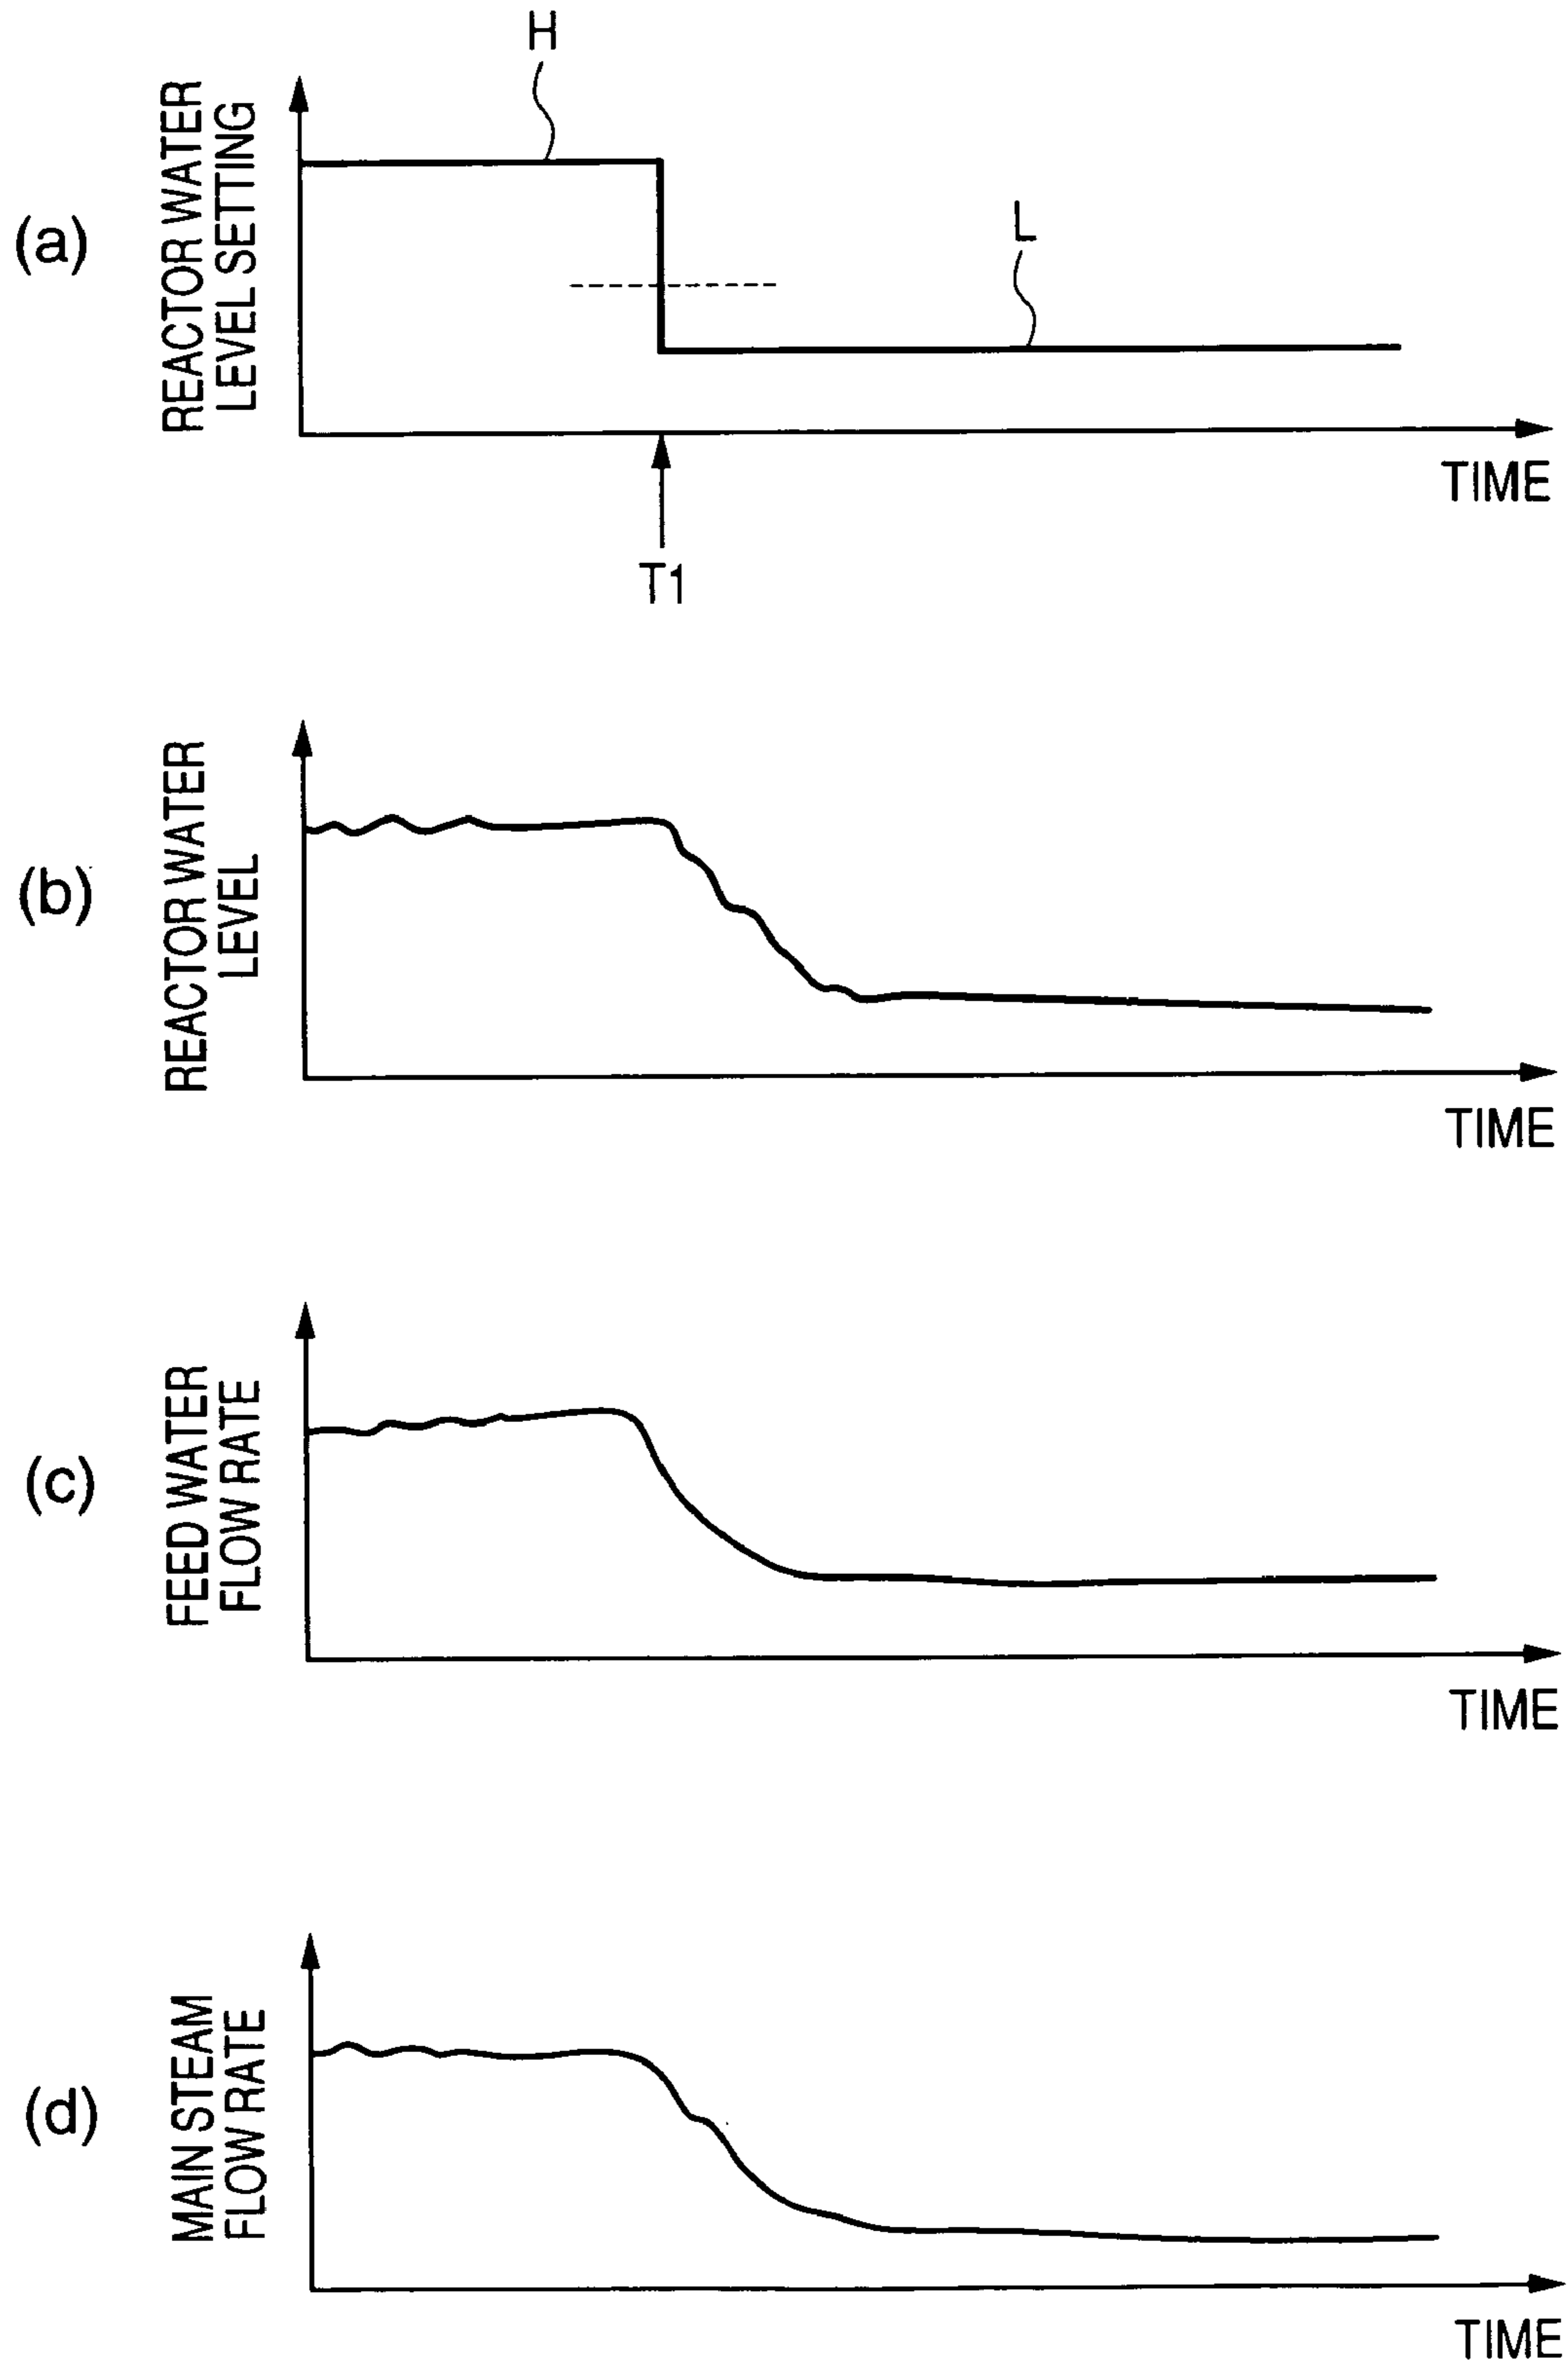 H
REACTOR WATER
LEVEL SETTING
(a)
L
TIME
T1
REACTOR WATER
LEVEL
(b)
TIME
FEED WATER
FLOW RATE
(c)
TIME
MAIN STEAM
FLOW RATE
(d)
TIME